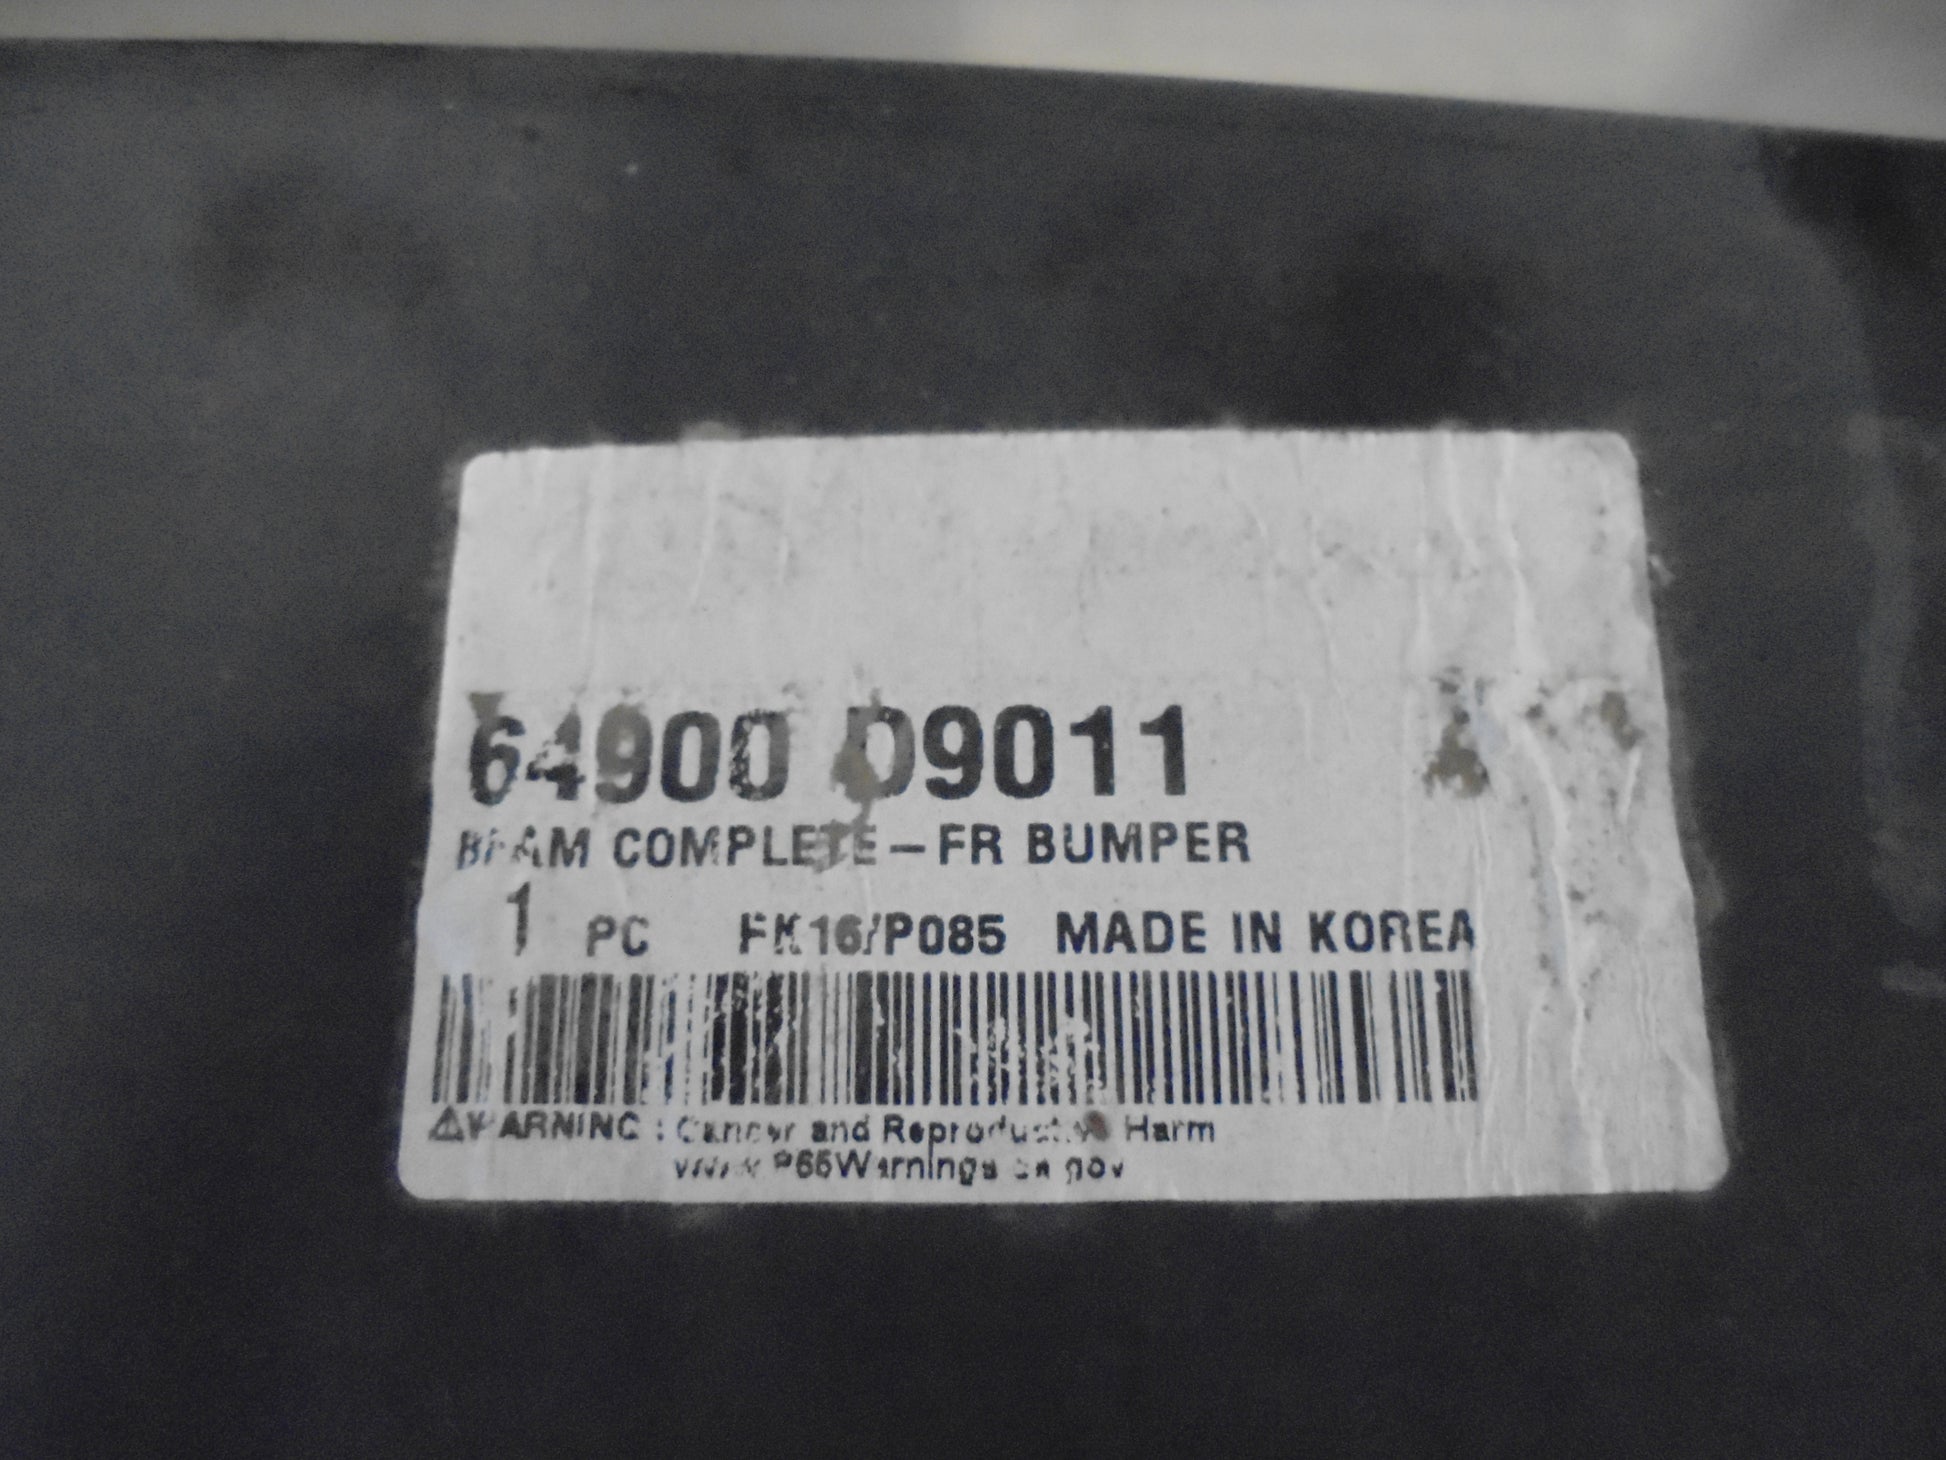 64900 D9011
BEAM COMPLETE-FR BUMPER
1 PC PK16/P085 MADE IN KOREA
⚠WARNING : Cancer and Reproductive Harm
www.P65Warnings.ca.gov